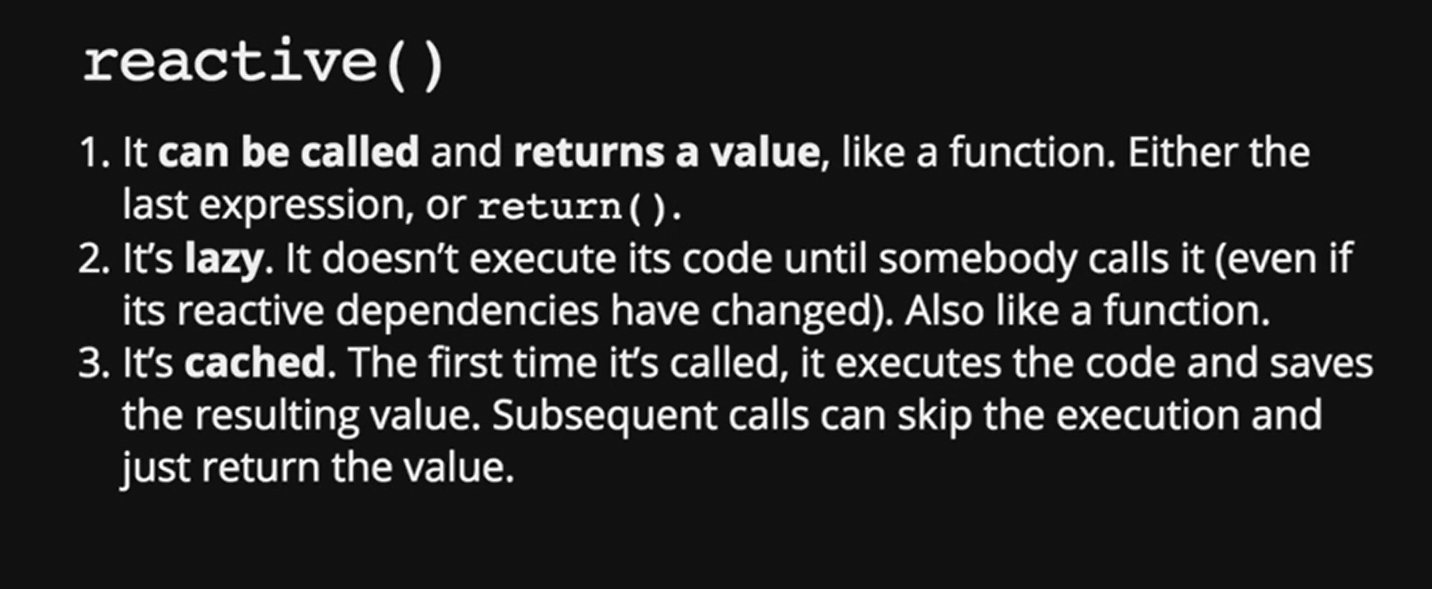 reactive()
1. It can be called and returns a value, like a function. Either the
last expression, or return().
2. It’s lazy. It doesn’t execute its code until somebody calls it (even if
its reactive dependencies have changed). Also like a function.
3. It’s cached. The first time it’s called, it executes the code and saves
the resulting value. Subsequent calls can skip the execution and
just return the value.